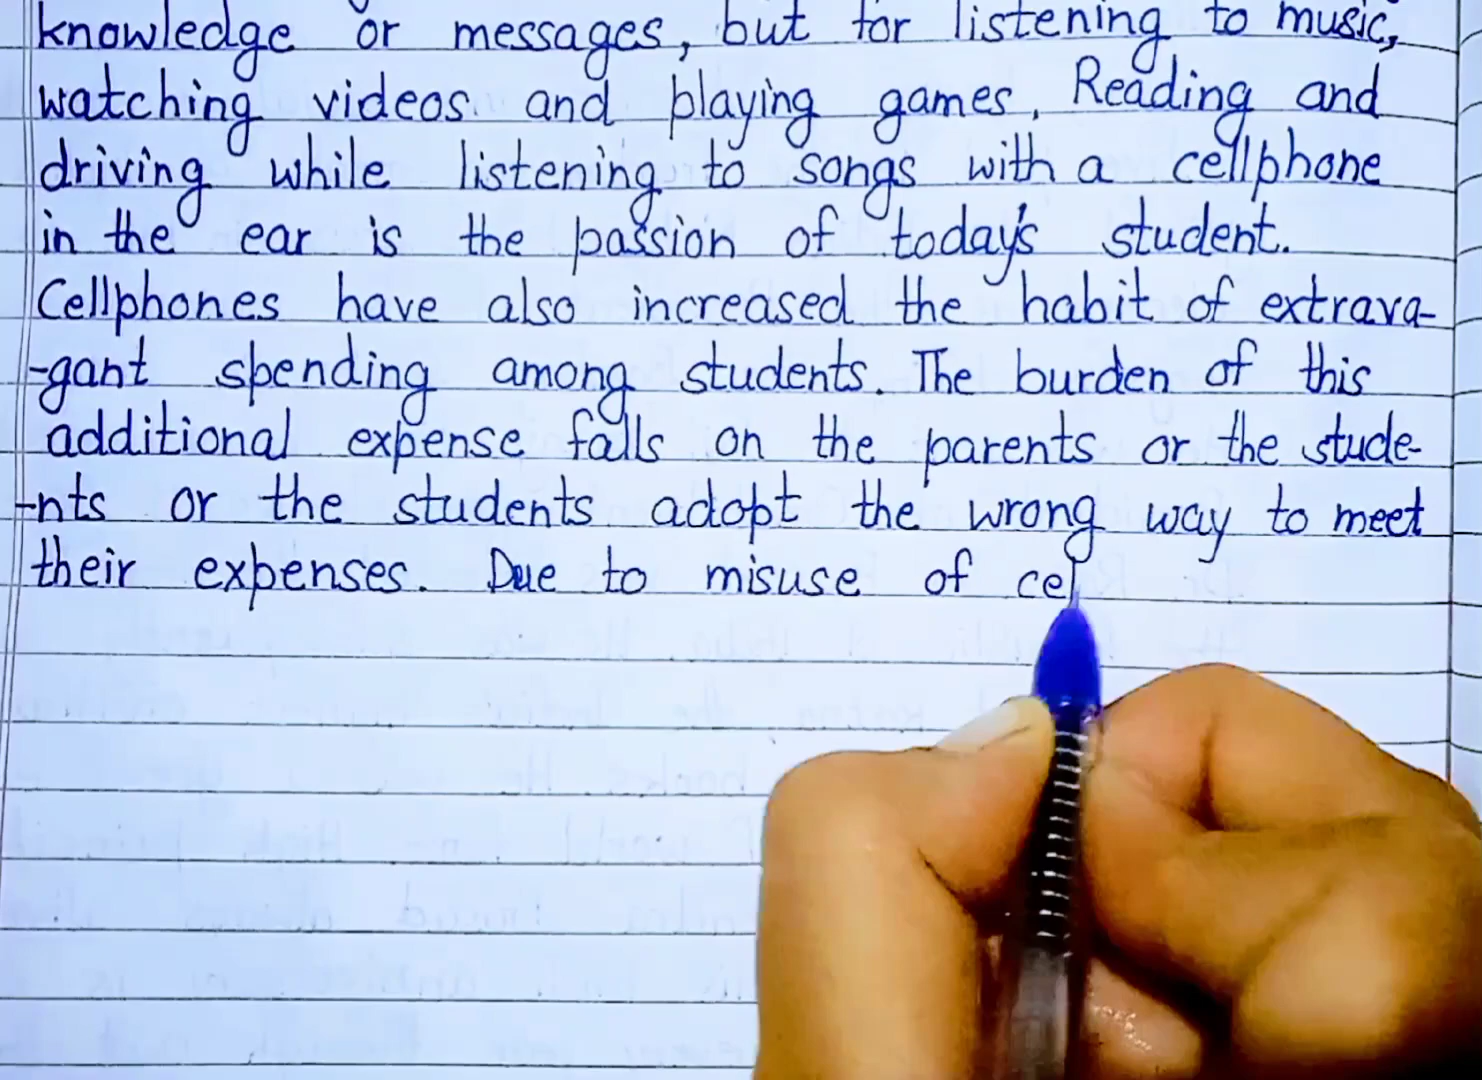 knowledge or messages, but for listening to music,
watching videos and playing games. Reading and
driving while listening to songs with a cellphone
in the ear is the passion of today's student.
Cellphones have also increased the habit of extrava-
-gant spending among students. The burden of this
additional expense falls on the parents or the stude-
-nts or the students adopt the wrong way to meet
their expenses. Due to misuse of cel